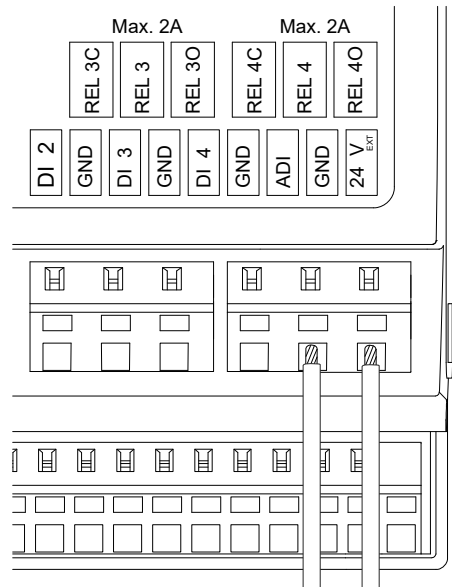 Max. 2A Max. 2A
REL 3C REL 3 REL 3O REL 4C REL 4 REL 4O
DI 2 GND DI 3 GND DI 4 GND ADI GND 24 V EXT